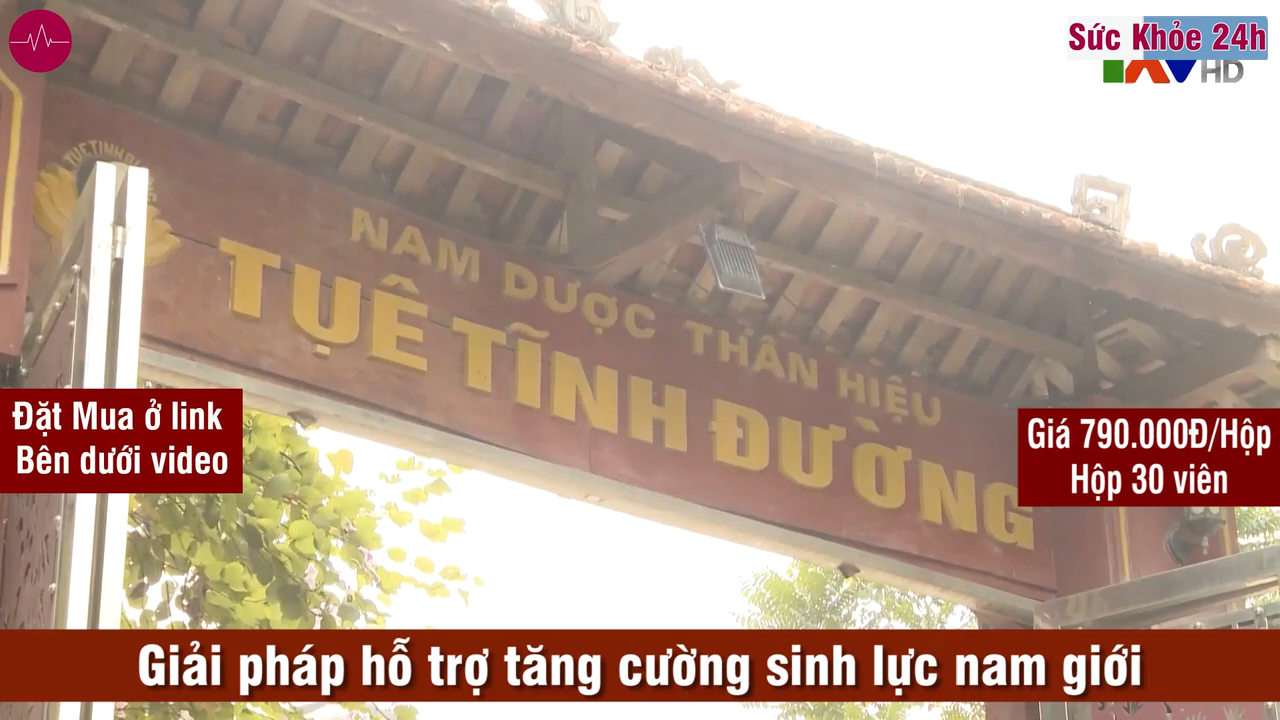 Sức Khỏe 24h
HD
NAM DƯỢC THẦN HIỆU
TUỆ TĨNH ĐƯỜNG
Đặt Mua ở link
Bên dưới video
Giá 790.000Đ/Hộp
Hộp 30 viên
Giải pháp hỗ trợ tăng cường sinh lực nam giới